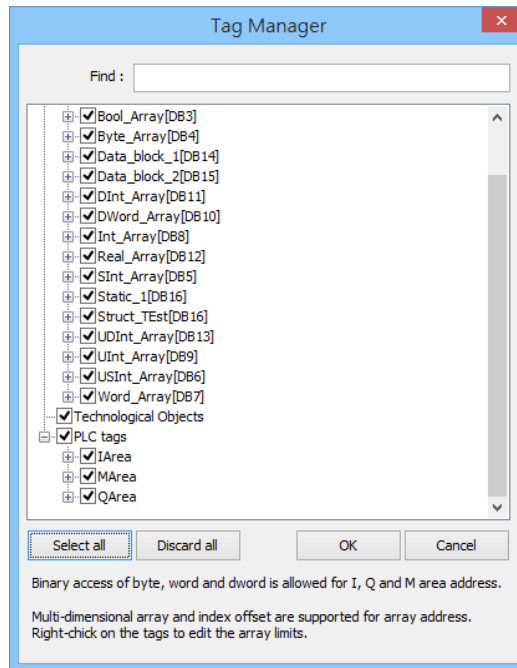 Tag Manager
Find :
Bool_Array[DB3]
Byte_Array[DB4]
Data_block_1[DB14]
Data_block_2[DB15]
DInt_Array[DB11]
DWord_Array[DB10]
Int_Array[DB8]
Real_Array[DB12]
SInt_Array[DB5]
Static_1[DB16]
Struct_TEst[DB16]
UDInt_Array[DB13]
UInt_Array[DB9]
USInt_Array[DB6]
Word_Array[DB7]
Technological Objects
PLC tags
IArea
MArea
QArea
Select all Discard all OK Cancel
Binary access of byte, word and dword is allowed for I, Q and M area address.
Multi-dimensional array and index offset are supported for array address.
Right-chick on the tags to edit the array limits.